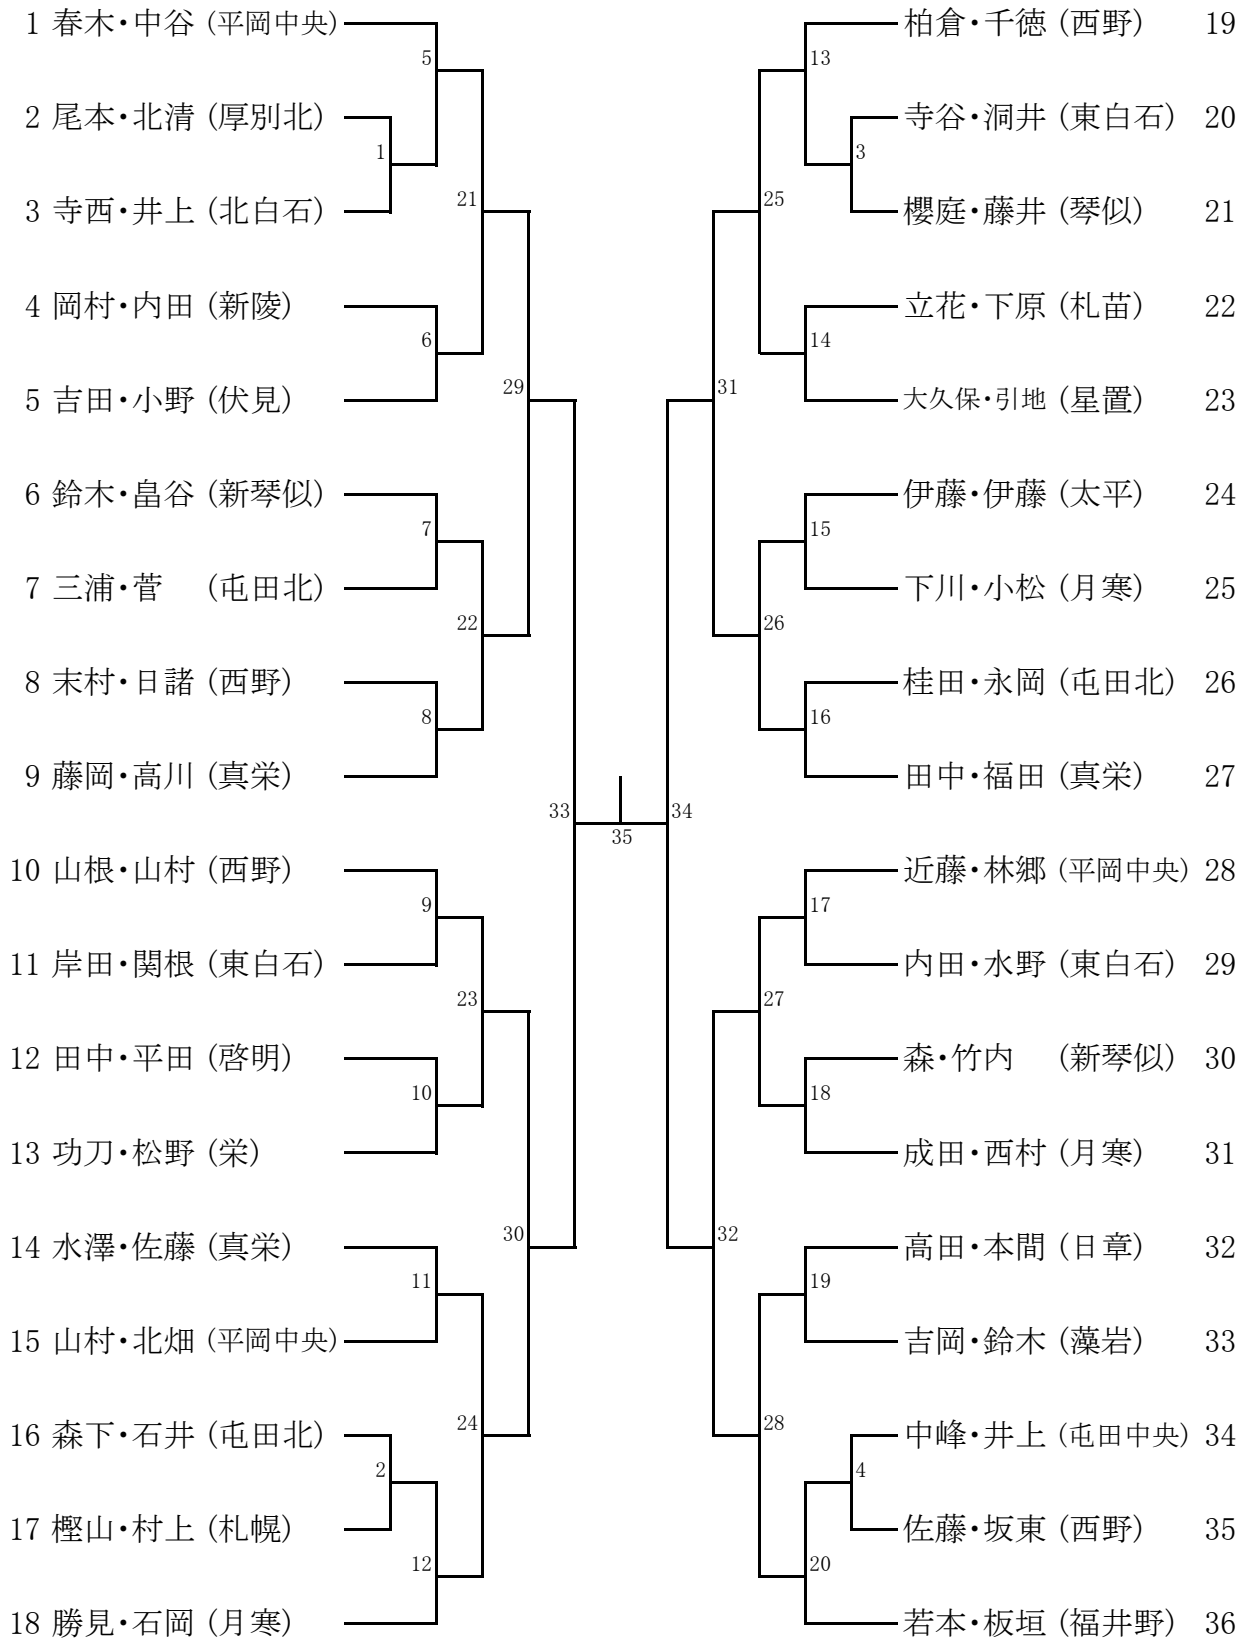 1 春木・中谷 (平岡中央)
2 尾本・北清 (厚別北)
3 寺西・井上 (北白石)
4 岡村・内田 (新陵)
5 吉田・小野 (伏見)
6 鈴木・畠谷 (新琴似)
7 三浦・菅 (屯田北)
8 末村・日諸 (西野)
9 藤岡・高川 (真栄)
10 山根・山村 (西野)
11 岸田・関根 (東白石)
12 田中・平田 (啓明)
13 功刀・松野 (栄)
14 水澤・佐藤 (真栄)
15 山村・北畑 (平岡中央)
16 森下・石井 (屯田北)
17 樫山・村上 (札幌)
18 勝見・石岡 (月寒)
5
1
21
6
29
7
22
8
33
9
23
10
30
11
24
2
12
35
13
3
25
14
31
15
26
16
34
17
27
18
32
19
28
4
20
柏倉・千徳 (西野) 19
寺谷・洞井 (東白石) 20
櫻庭・藤井 (琴似) 21
立花・下原 (札苗) 22
大久保・引地 (星置) 23
伊藤・伊藤 (太平) 24
下川・小松 (月寒) 25
桂田・永岡 (屯田北) 26
田中・福田 (真栄) 27
近藤・林郷 (平岡中央) 28
内田・水野 (東白石) 29
森・竹内 (新琴似) 30
成田・西村 (月寒) 31
高田・本間 (日章) 32
吉岡・鈴木 (藻岩) 33
中峰・井上 (屯田中央) 34
佐藤・坂東 (西野) 35
若本・板垣 (福井野) 36